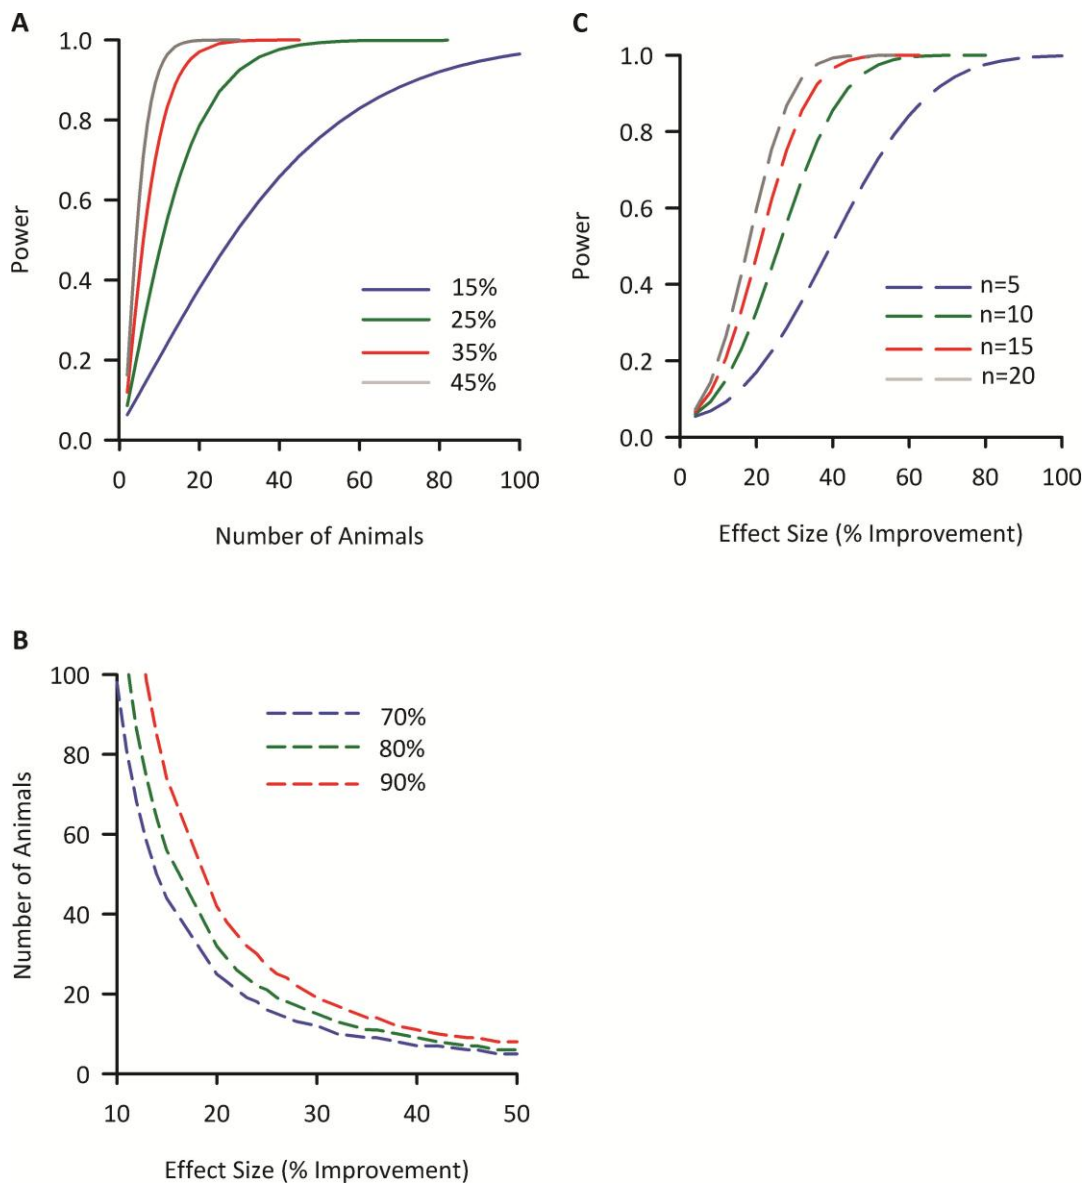 A
1.0
0.8
0.6
0.4
0.2
0.0
Power
0 20 40 60 80 100
Number of Animals
15%
25%
35%
45%
C
1.0
0.8
0.6
0.4
0.2
0.0
Power
0 20 40 60 80 100
Effect Size (% Improvement)
n=5
n=10
n=15
n=20
B
100
80
60
40
20
0
Number of Animals
10 20 30 40 50
Effect Size (% Improvement)
70%
80%
90%